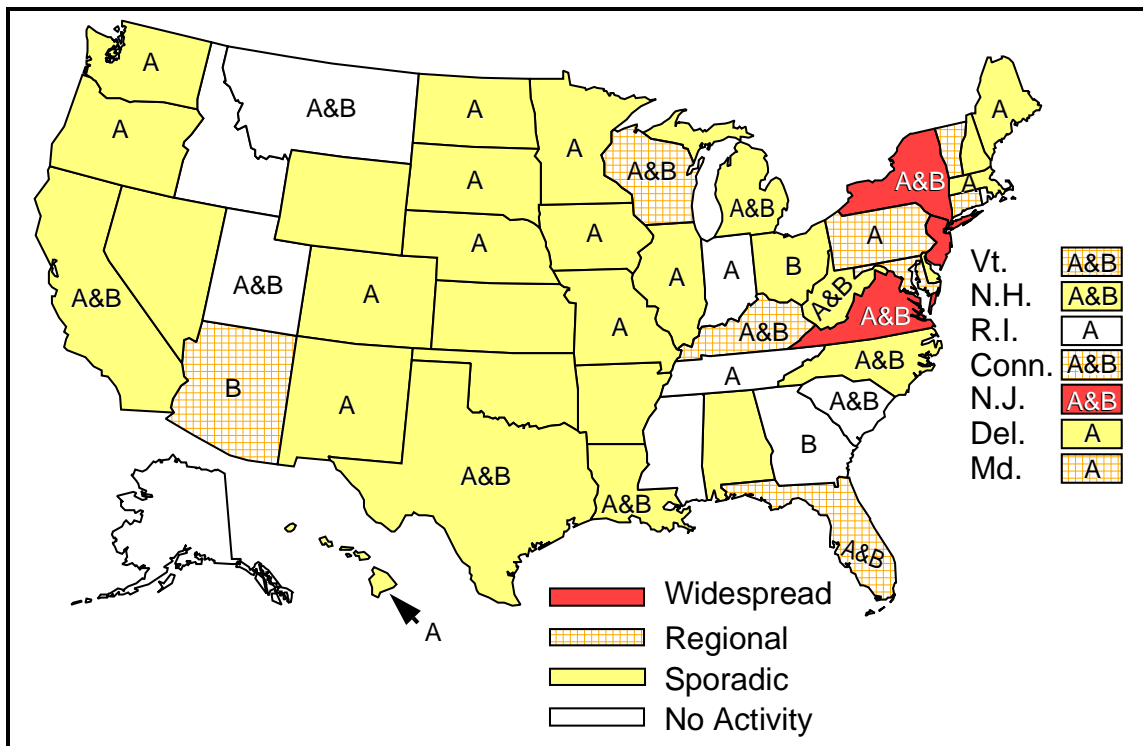 A
A&B
A
A
A
A
A&B
A
A&B
A&B
A
A
A&B
A
A
A&B
A&B
A
A
A
B
A&B
A&B
A&B
B
A
A
A&B
A&B
A&B
B
A&B
A&B
A&B
Vt. A&B
N.H. A&B
R.I. A
Conn. A&B
N.J. A&B
Del. A
Md. A
A
Widespread
Regional
Sporadic
No Activity